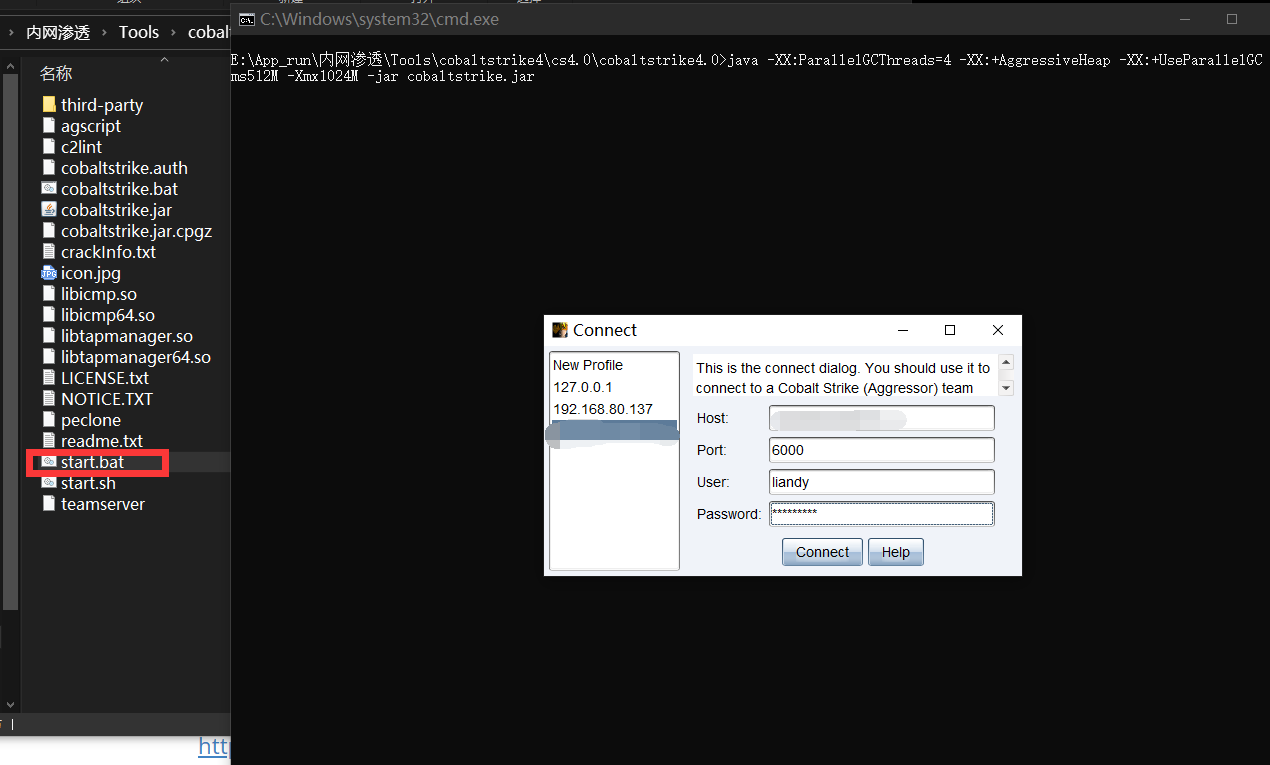 C:\Windows\system32\cmd.exe
内网渗透 › Tools › cobal
E:\App_run\内网渗透\Tools\cobaltstrike4\cs4.0\cobaltstrike4.0>java -XX:ParallelGCThreads=4 -XX:+AggressiveHeap -XX:+UseParallelGC
ms512M -Xmx1024M -jar cobaltstrike.jar
名称
third-party
agscript
c2lint
cobaltstrike.auth
cobaltstrike.bat
cobaltstrike.jar
cobaltstrike.jar.cpgz
crackInfo.txt
icon.jpg
libicmp.so
libicmp64.so
libtapmanager.so
libtapmanager64.so
LICENSE.txt
NOTICE.TXT
peclone
readme.txt
start.bat
start.sh
teamserver
Connect
New Profile
127.0.0.1
192.168.80.137
This is the connect dialog. You should use it to
connect to a Cobalt Strike (Aggressor) team
Host:
Port: 6000
User: liandy
Password: *********
Connect Help
http